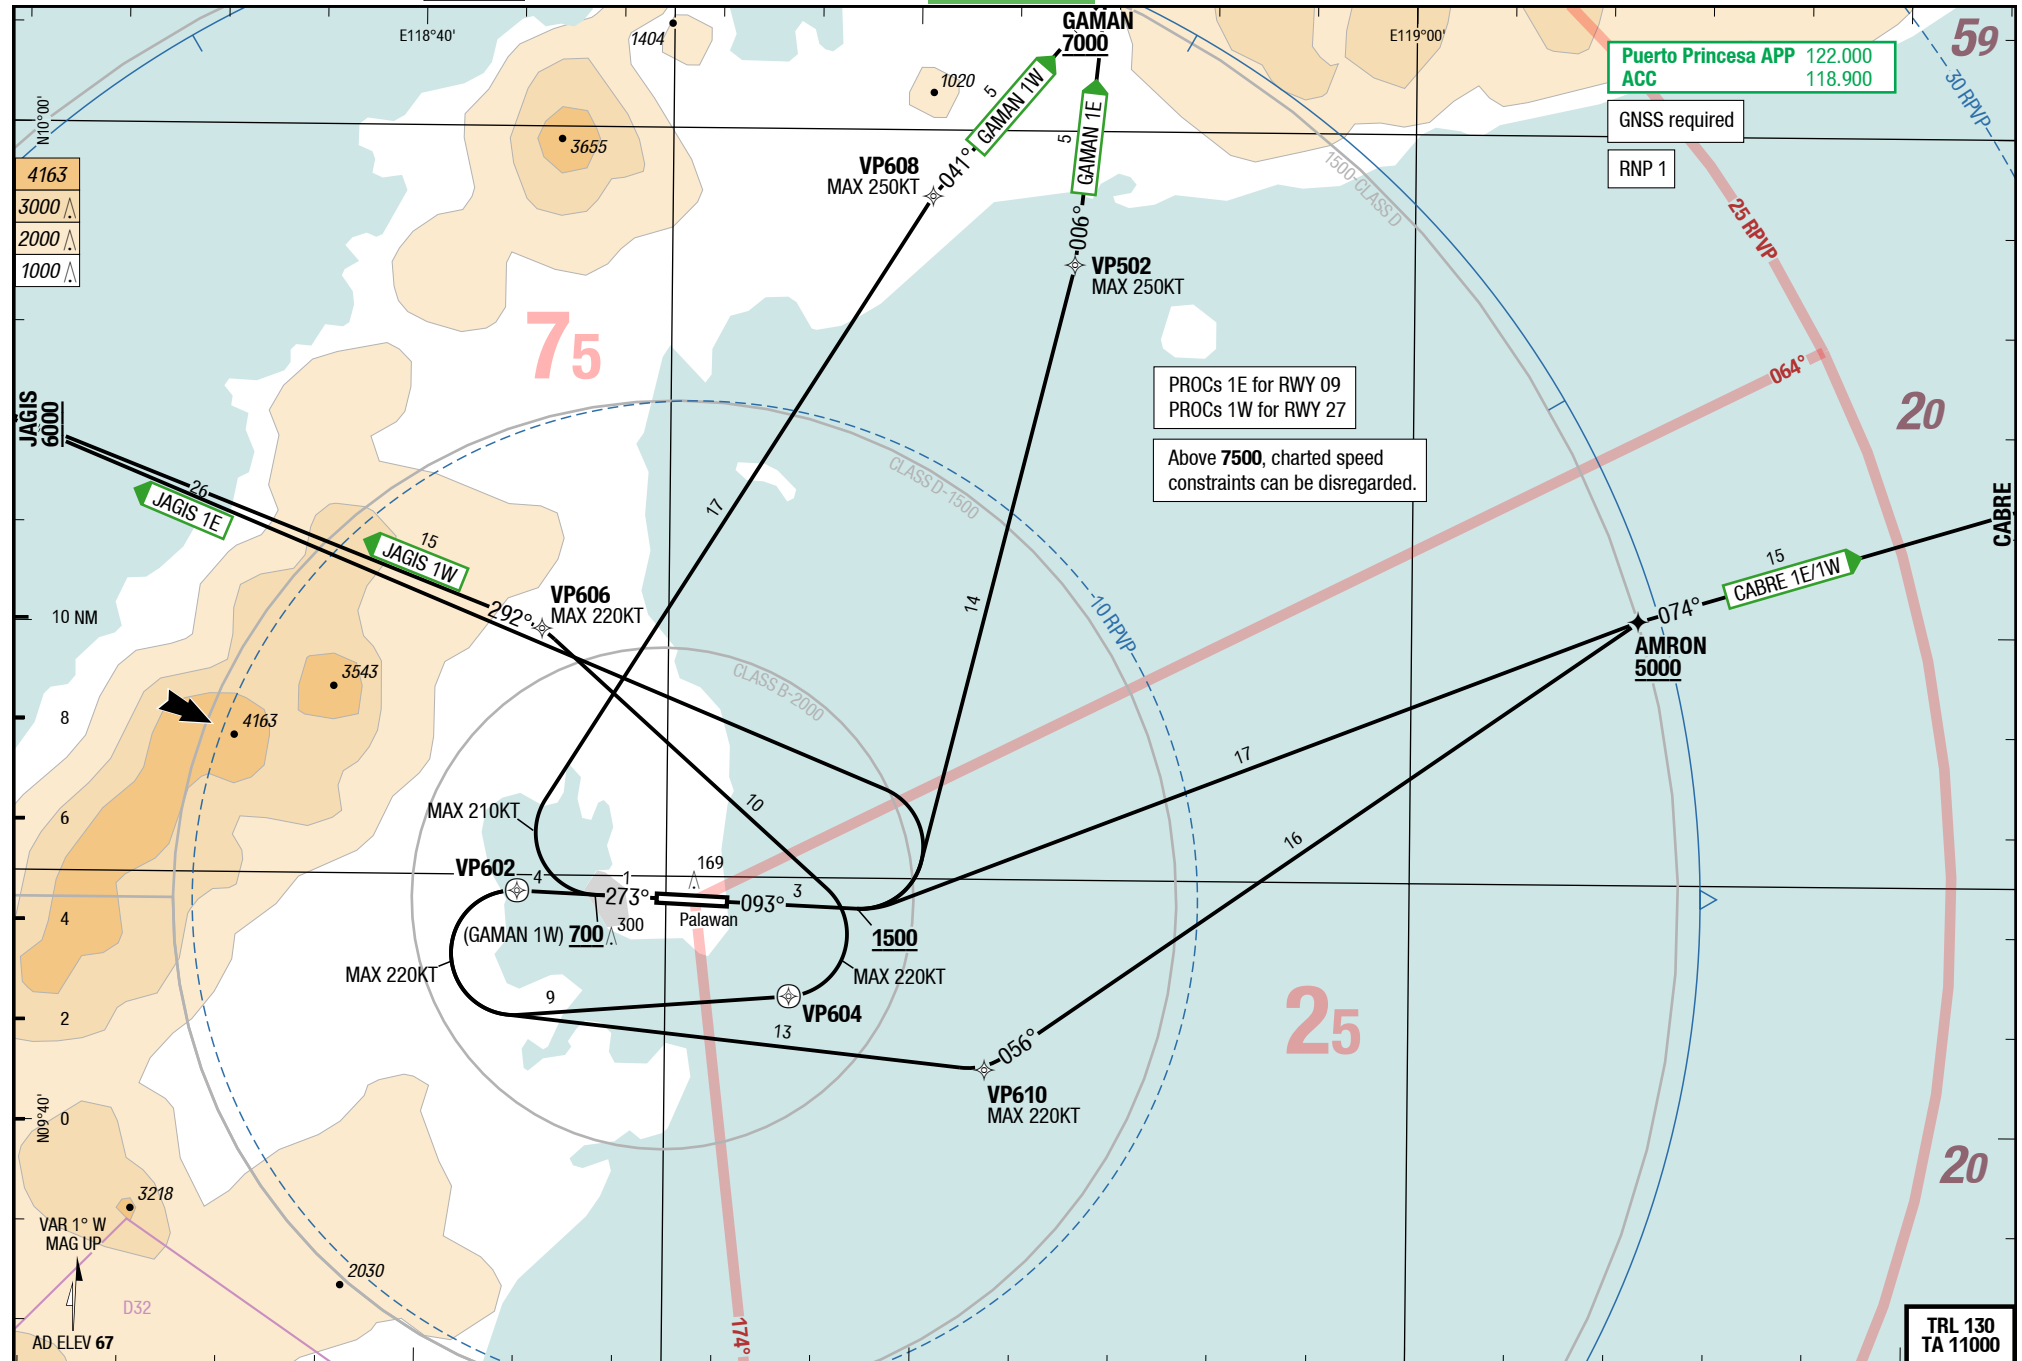 GAMAN
7000
E118°40'
1404
E119°00'
59
Puerto Princesa APP 122.000
ACC 118.900
GNSS required
RNP 1
30 RPVP
N10°00'
1020
5
GAMAN 1W
5
GAMAN 1E
3655
4163
3000
2000
1000
VP608
MAX 250KT
041°
1500-CLASS D
006°
VP502
MAX 250KT
25 RPVP
75
PROCs 1E for RWY 09
PROCs 1W for RWY 27
064°
20
JAGIS
6000
Above 7500, charted speed
constraints can be disregarded.
CLASS D-1500
26
JAGIS 1E
17
15
JAGIS 1W
CABRE
15
CABRE 1E/1W
074°
10 NM
292°
VP606
MAX 220KT
14
10 RPVP
AMRON
5000
3543
CLASS B-2000
8
4163
17
6
MAX 210KT
10
16
VP602
4
1
273°
169
093°
3
Palawan
4
(GAMAN 1W) 700
300
1500
MAX 220KT
MAX 220KT
9
VP604
2
13
25
056°
VP610
MAX 220KT
N09°40'
0
20
3218
VAR 1° W
MAG UP
2030
D32
AD ELEV 67
174°
TRL 130
TA 11000